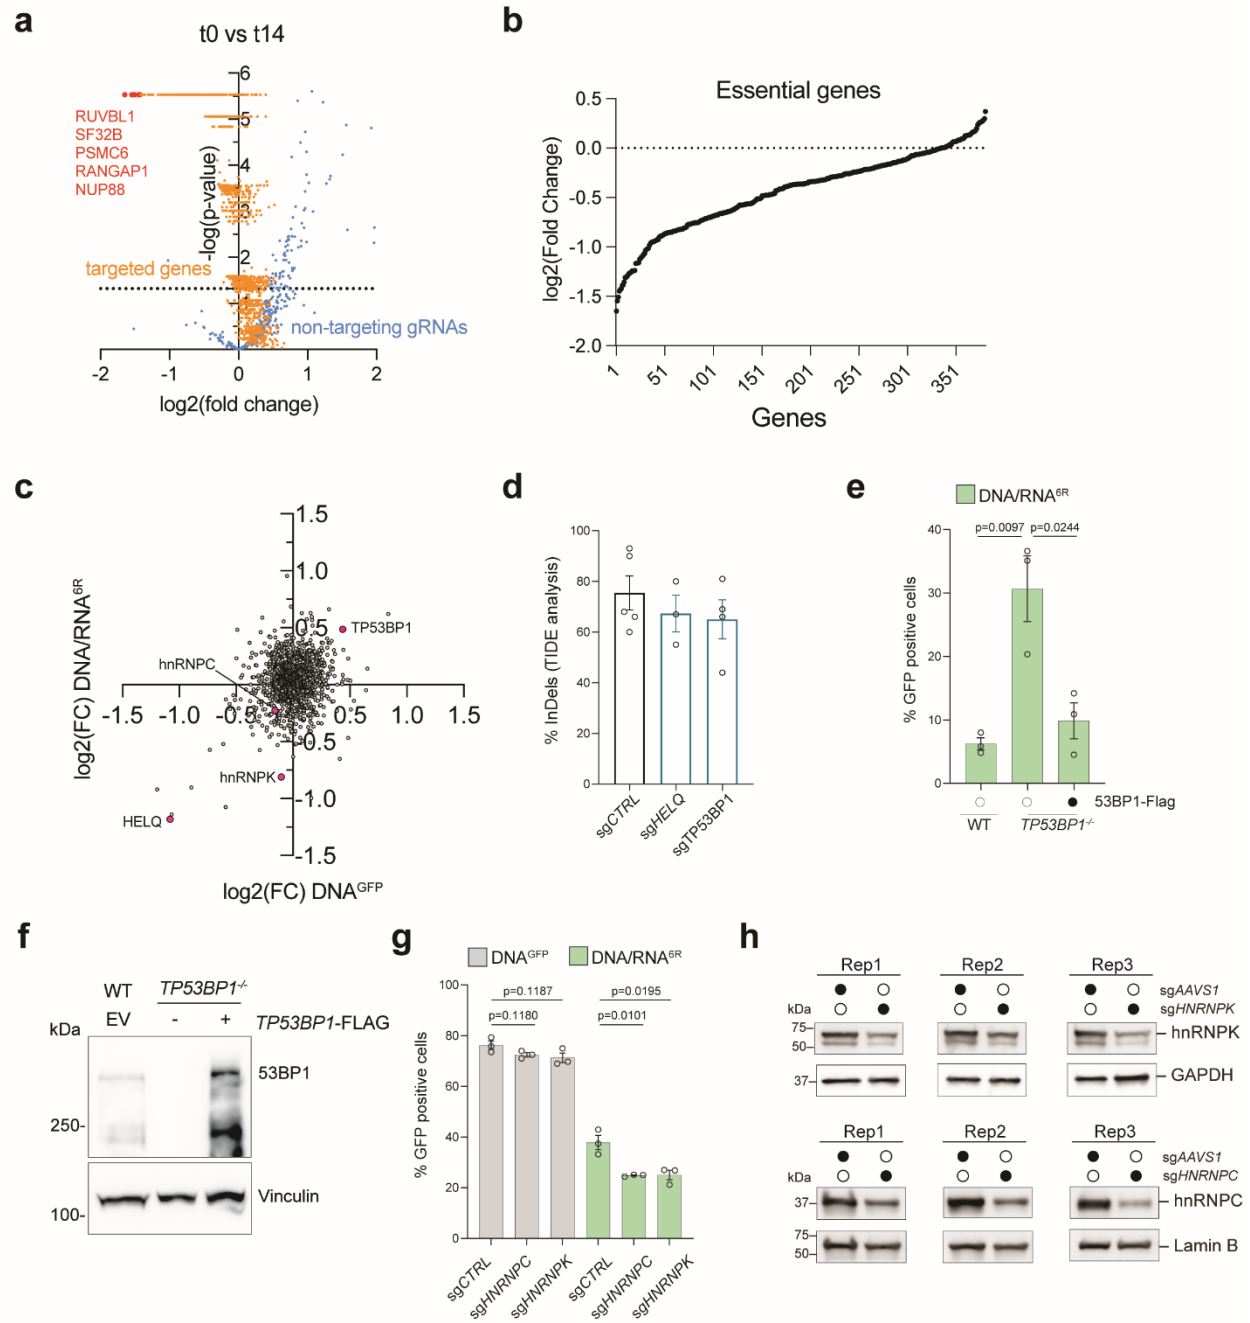 a
t0 vs t14
6
5
4
3
2
1
-log(p-value)
RUVBL1
SF32B
PSMC6
RANGAP1
NUP88
targeted genes
non-targeting gRNAs
-2 -1 0 1 2
log2(fold change)
b
Essential genes
0.5
0.0
-0.5
-1.0
-1.5
-2.0
log2(Fold Change)
1 51 101 151 201 251 301 351
Genes
c
1.5
1.0
0.5
-0.5
-1.0
-1.5
-1.5 -1.0 -0.5 0.5 1.0 1.5
TP53BP1
hnRNPC
hnRNPK
HELQ
log2(FC) DNA/RNA6R
log2(FC) DNAGFP
d
100
80
60
40
20
0
% InDels (TIDE analysis)
sgCTRL sgHELQ sgTP53BP1
e
DNA/RNA6R
p=0.0097 p=0.0244
40
30
20
10
0
% GFP positive cells
53BP1-Flag
WT TP53BP1-/-
f
WT TP53BP1-/-
EV - + TP53BP1-FLAG
kDa
53BP1
250-
Vinculin
100-
g
DNAGFP DNA/RNA6R
p=0.1187 p=0.0195
p=0.1180 p=0.0101
100
80
60
40
20
0
% GFP positive cells
sgCTRL sgHNRNPC sgHNRNPK sgCTRL sgHNRNPC sgHNRNPK
h
Rep1 Rep2 Rep3
sgAAVS1
kDa sgHNRNPK
75-
50-
hnRNPK
37-
GAPDH
Rep1 Rep2 Rep3
sgAAVS1
kDa sgHNRNPC
37-
hnRNPC
75-
50-
Lamin B